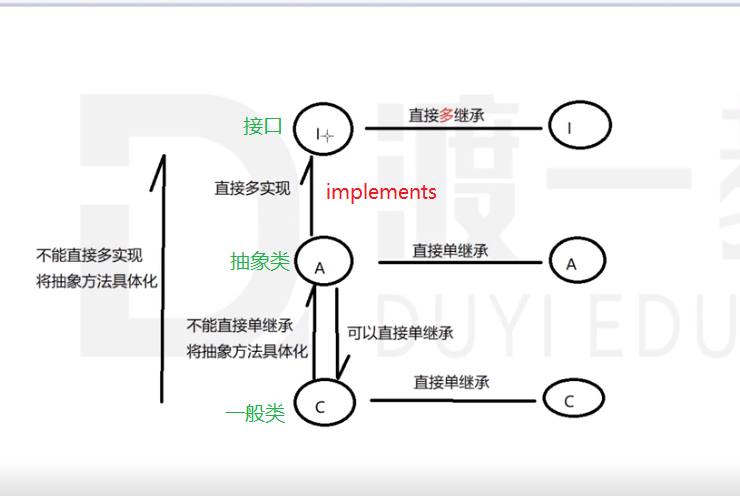 接口
I
直接多继承
I
直接多实现
implements
不能直接多实现
将抽象方法具体化
抽象类
A
直接单继承
A
不能直接单继承
将抽象方法具体化
可以直接单继承
一般类
C
直接单继承
C
渡一
DUYI EDU